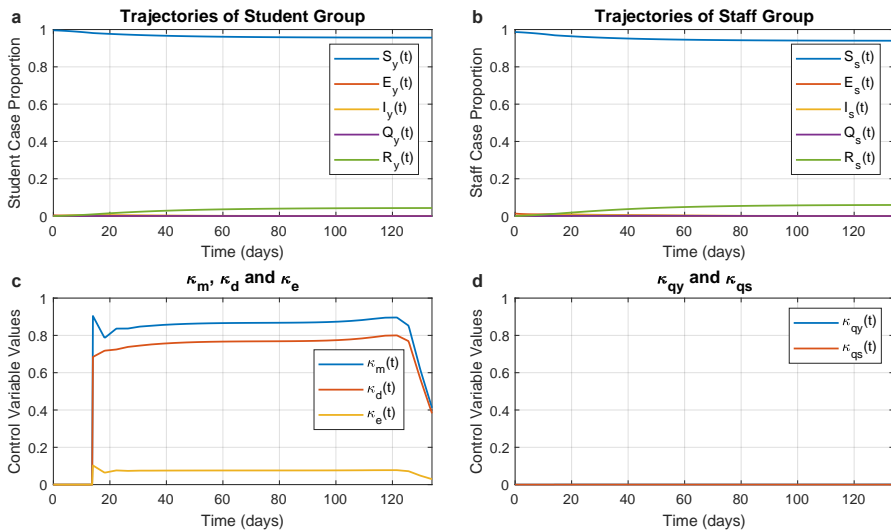 a Trajectories of Student Group
1
0.8
0.6
0.4
0.2
0
Student Case Proportion
S_y(t)
E_y(t)
I_y(t)
Q_y(t)
R_y(t)
0 20 40 60 80 100 120
Time (days)
b Trajectories of Staff Group
1
0.8
0.6
0.4
0.2
0
Staff Case Proportion
S_s(t)
E_s(t)
I_s(t)
Q_s(t)
R_s(t)
0 20 40 60 80 100 120
Time (days)
c κ_m, κ_d and κ_e
1
0.8
0.6
0.4
0.2
0
Control Variable Values
κ_m(t)
κ_d(t)
κ_e(t)
0 20 40 60 80 100 120
Time (days)
d κ_qy and κ_qs
1
0.8
0.6
0.4
0.2
0
Control Variable Values
κ_qy(t)
κ_qs(t)
0 20 40 60 80 100 120
Time (days)